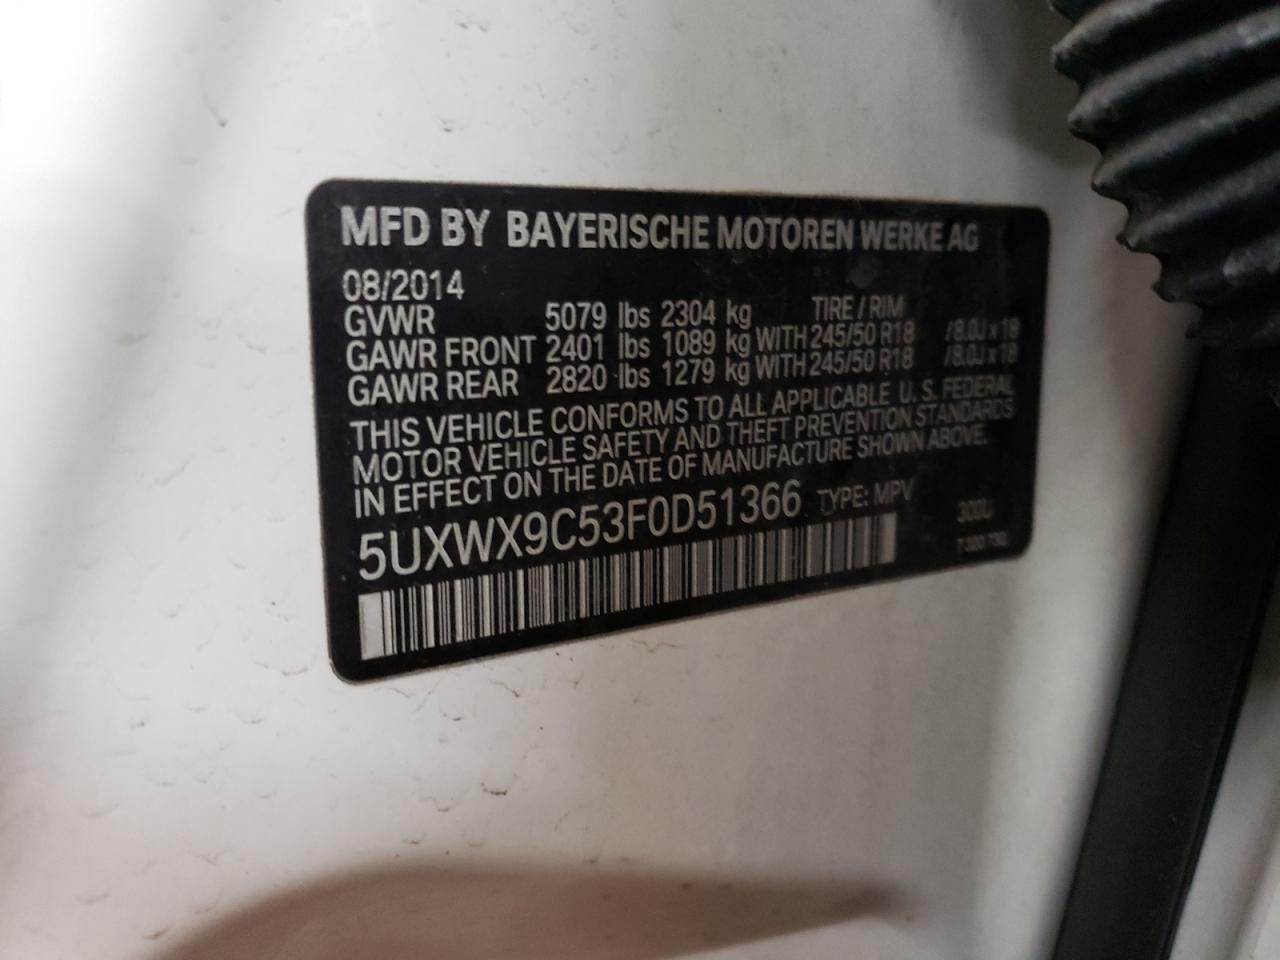 MFD BY BAYERISCHE MOTOREN WERKE AG
08/2014
GVWR 5079 lbs 2304 kg TIRE / RIM
GAWR FRONT 2401 lbs 1089 kg WITH 245/50 R18 / 8.0J x 18
GAWR REAR 2820 lbs 1279 kg WITH 245/50 R18 / 8.0J x 18
THIS VEHICLE CONFORMS TO ALL APPLICABLE U. S. FEDERAL
MOTOR VEHICLE SAFETY AND THEFT PREVENTION STANDARDS
IN EFFECT ON THE DATE OF MANUFACTURE SHOWN ABOVE.
5UXWX9C53F0D51366 TYPE: MPV